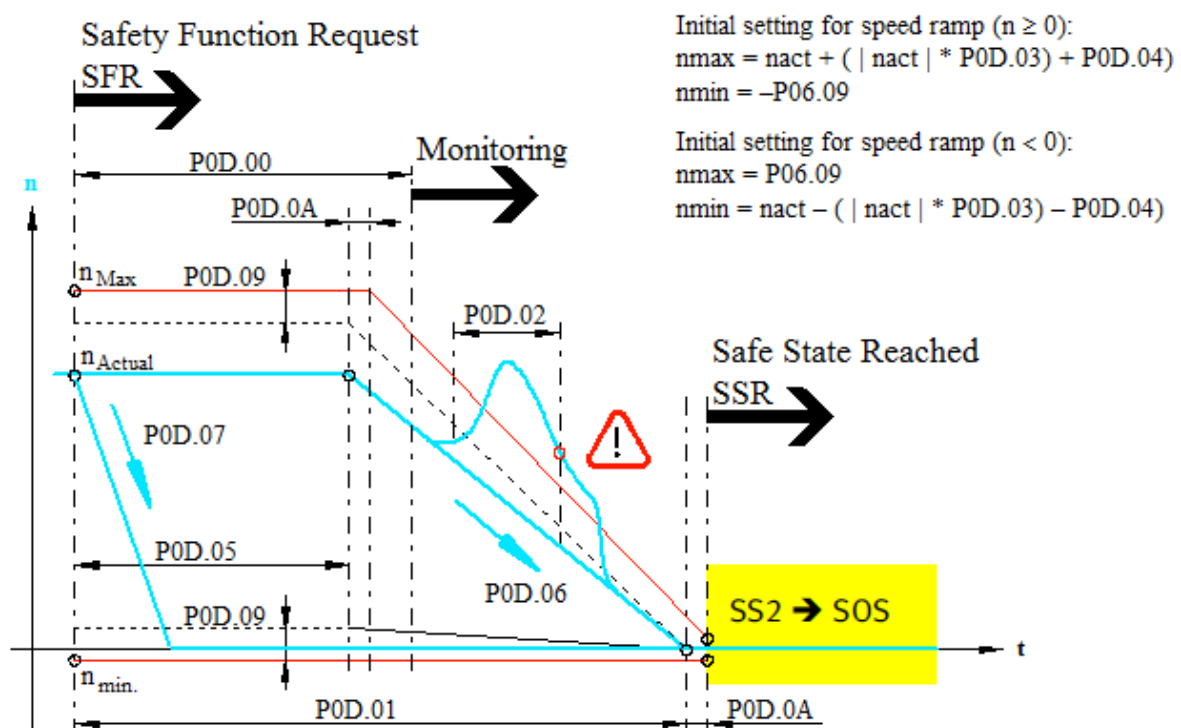 Safety Function Request
SFR
Initial setting for speed ramp (n ≥ 0):
nmax = nact + ( | nact | * P0D.03) + P0D.04)
nmin = –P06.09
Initial setting for speed ramp (n < 0):
nmax = P06.09
nmin = nact – ( | nact | * P0D.03) – P0D.04)
Monitoring
P0D.00
n
P0D.0A
n Max
P0D.09
P0D.02
n Actual
Safe State Reached
SSR
P0D.07
!
P0D.05
P0D.06
P0D.09
SS2 ➔ SOS
t
n min.
P0D.01
P0D.0A